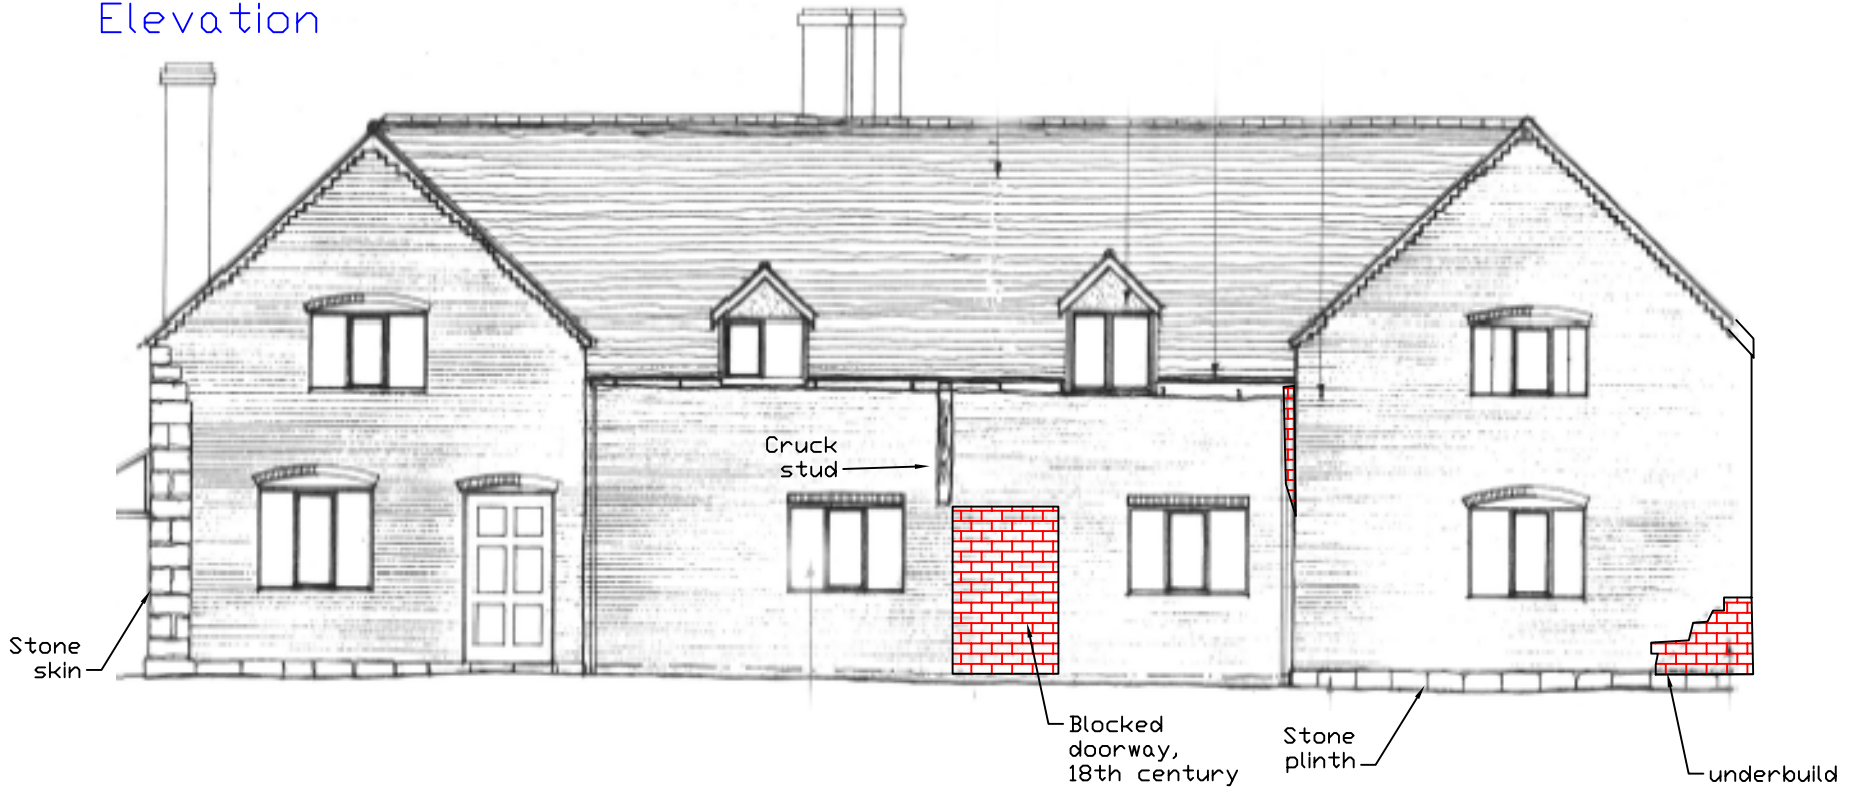 Elevation
Cruck
stud
Stone
skin
Blocked
doorway,
18th century
Stone
plinth
underbuild